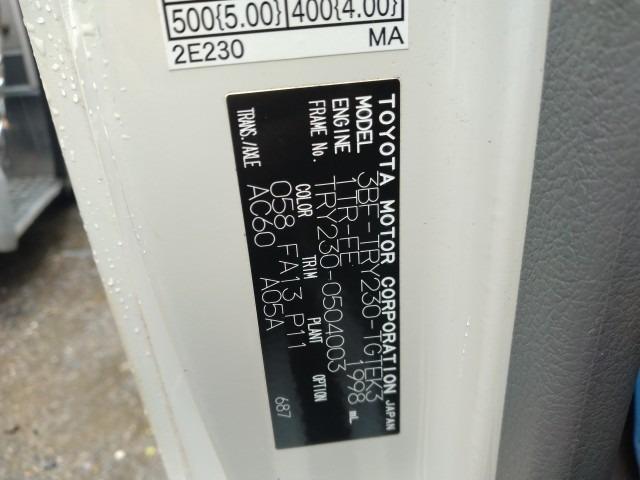 500{5.00} 400{4.00}
2E230 MA
TOYOTA MOTOR CORPORATION JAPAN
MODEL 3BF-TRY230-TGTEK3
ENGINE 1TR-FE 1998 mL
FRAME No. TRY230-0504003
COLOR TRIM PLANT OPTION
058 FA13 P11
TRANS./AXLE AC60 A05A
687